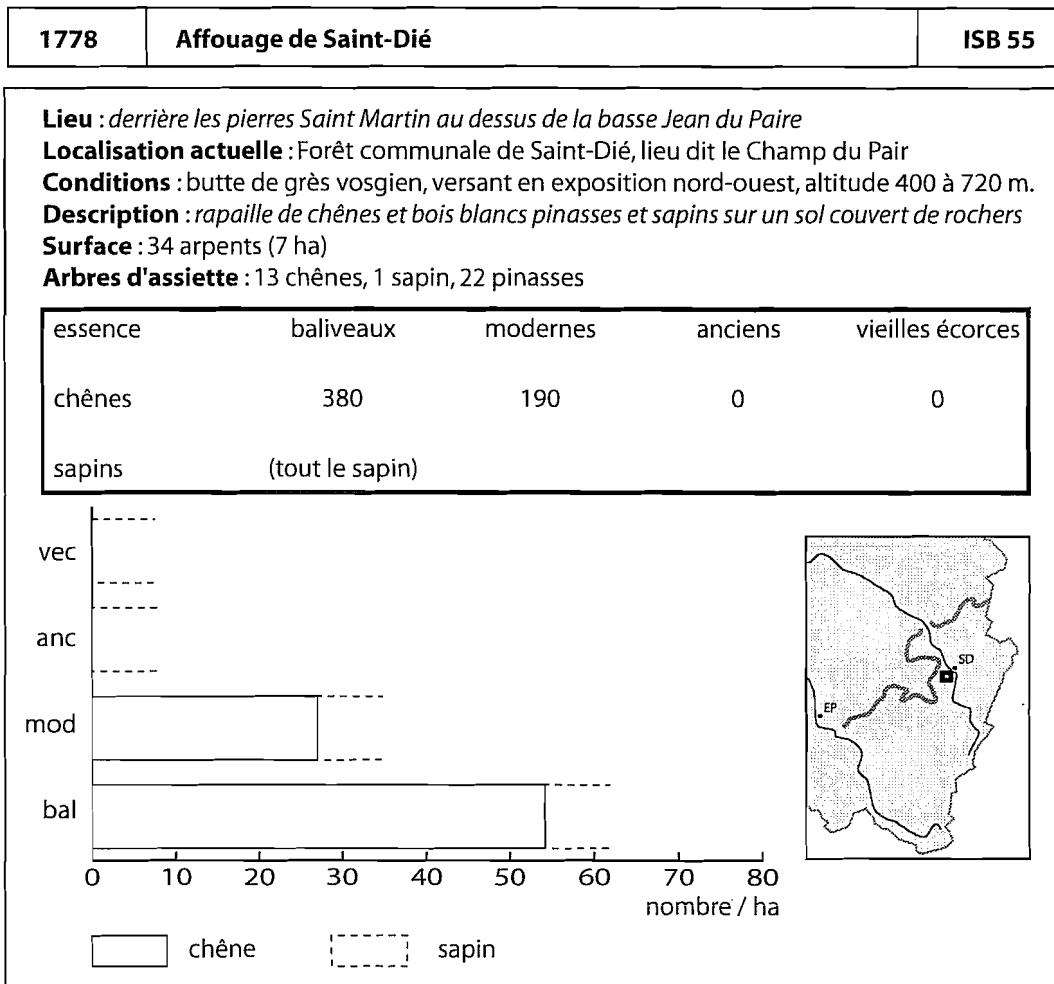 1778 Affouage de Saint-Dié ISB 55
Lieu : derrière les pierres Saint Martin au dessus de la basse Jean du Paire
Localisation actuelle : Forêt communale de Saint-Dié, lieu dit le Champ du Pair
Conditions : butte de grès vosgien, versant en exposition nord-ouest, altitude 400 à 720 m.
Description : rapaille de chênes et bois blancs pinasses et sapins sur un sol couvert de rochers
Surface : 34 arpents (7 ha)
Arbres d'assiette : 13 chênes, 1 sapin, 22 pinasses
essence baliveaux modernes anciens vieilles écorces
chênes 380 190 0 0
sapins (tout le sapin)
vec
anc
mod
bal
0 10 20 30 40 50 60 70 80
nombre / ha
chêne sapin
SD
EP